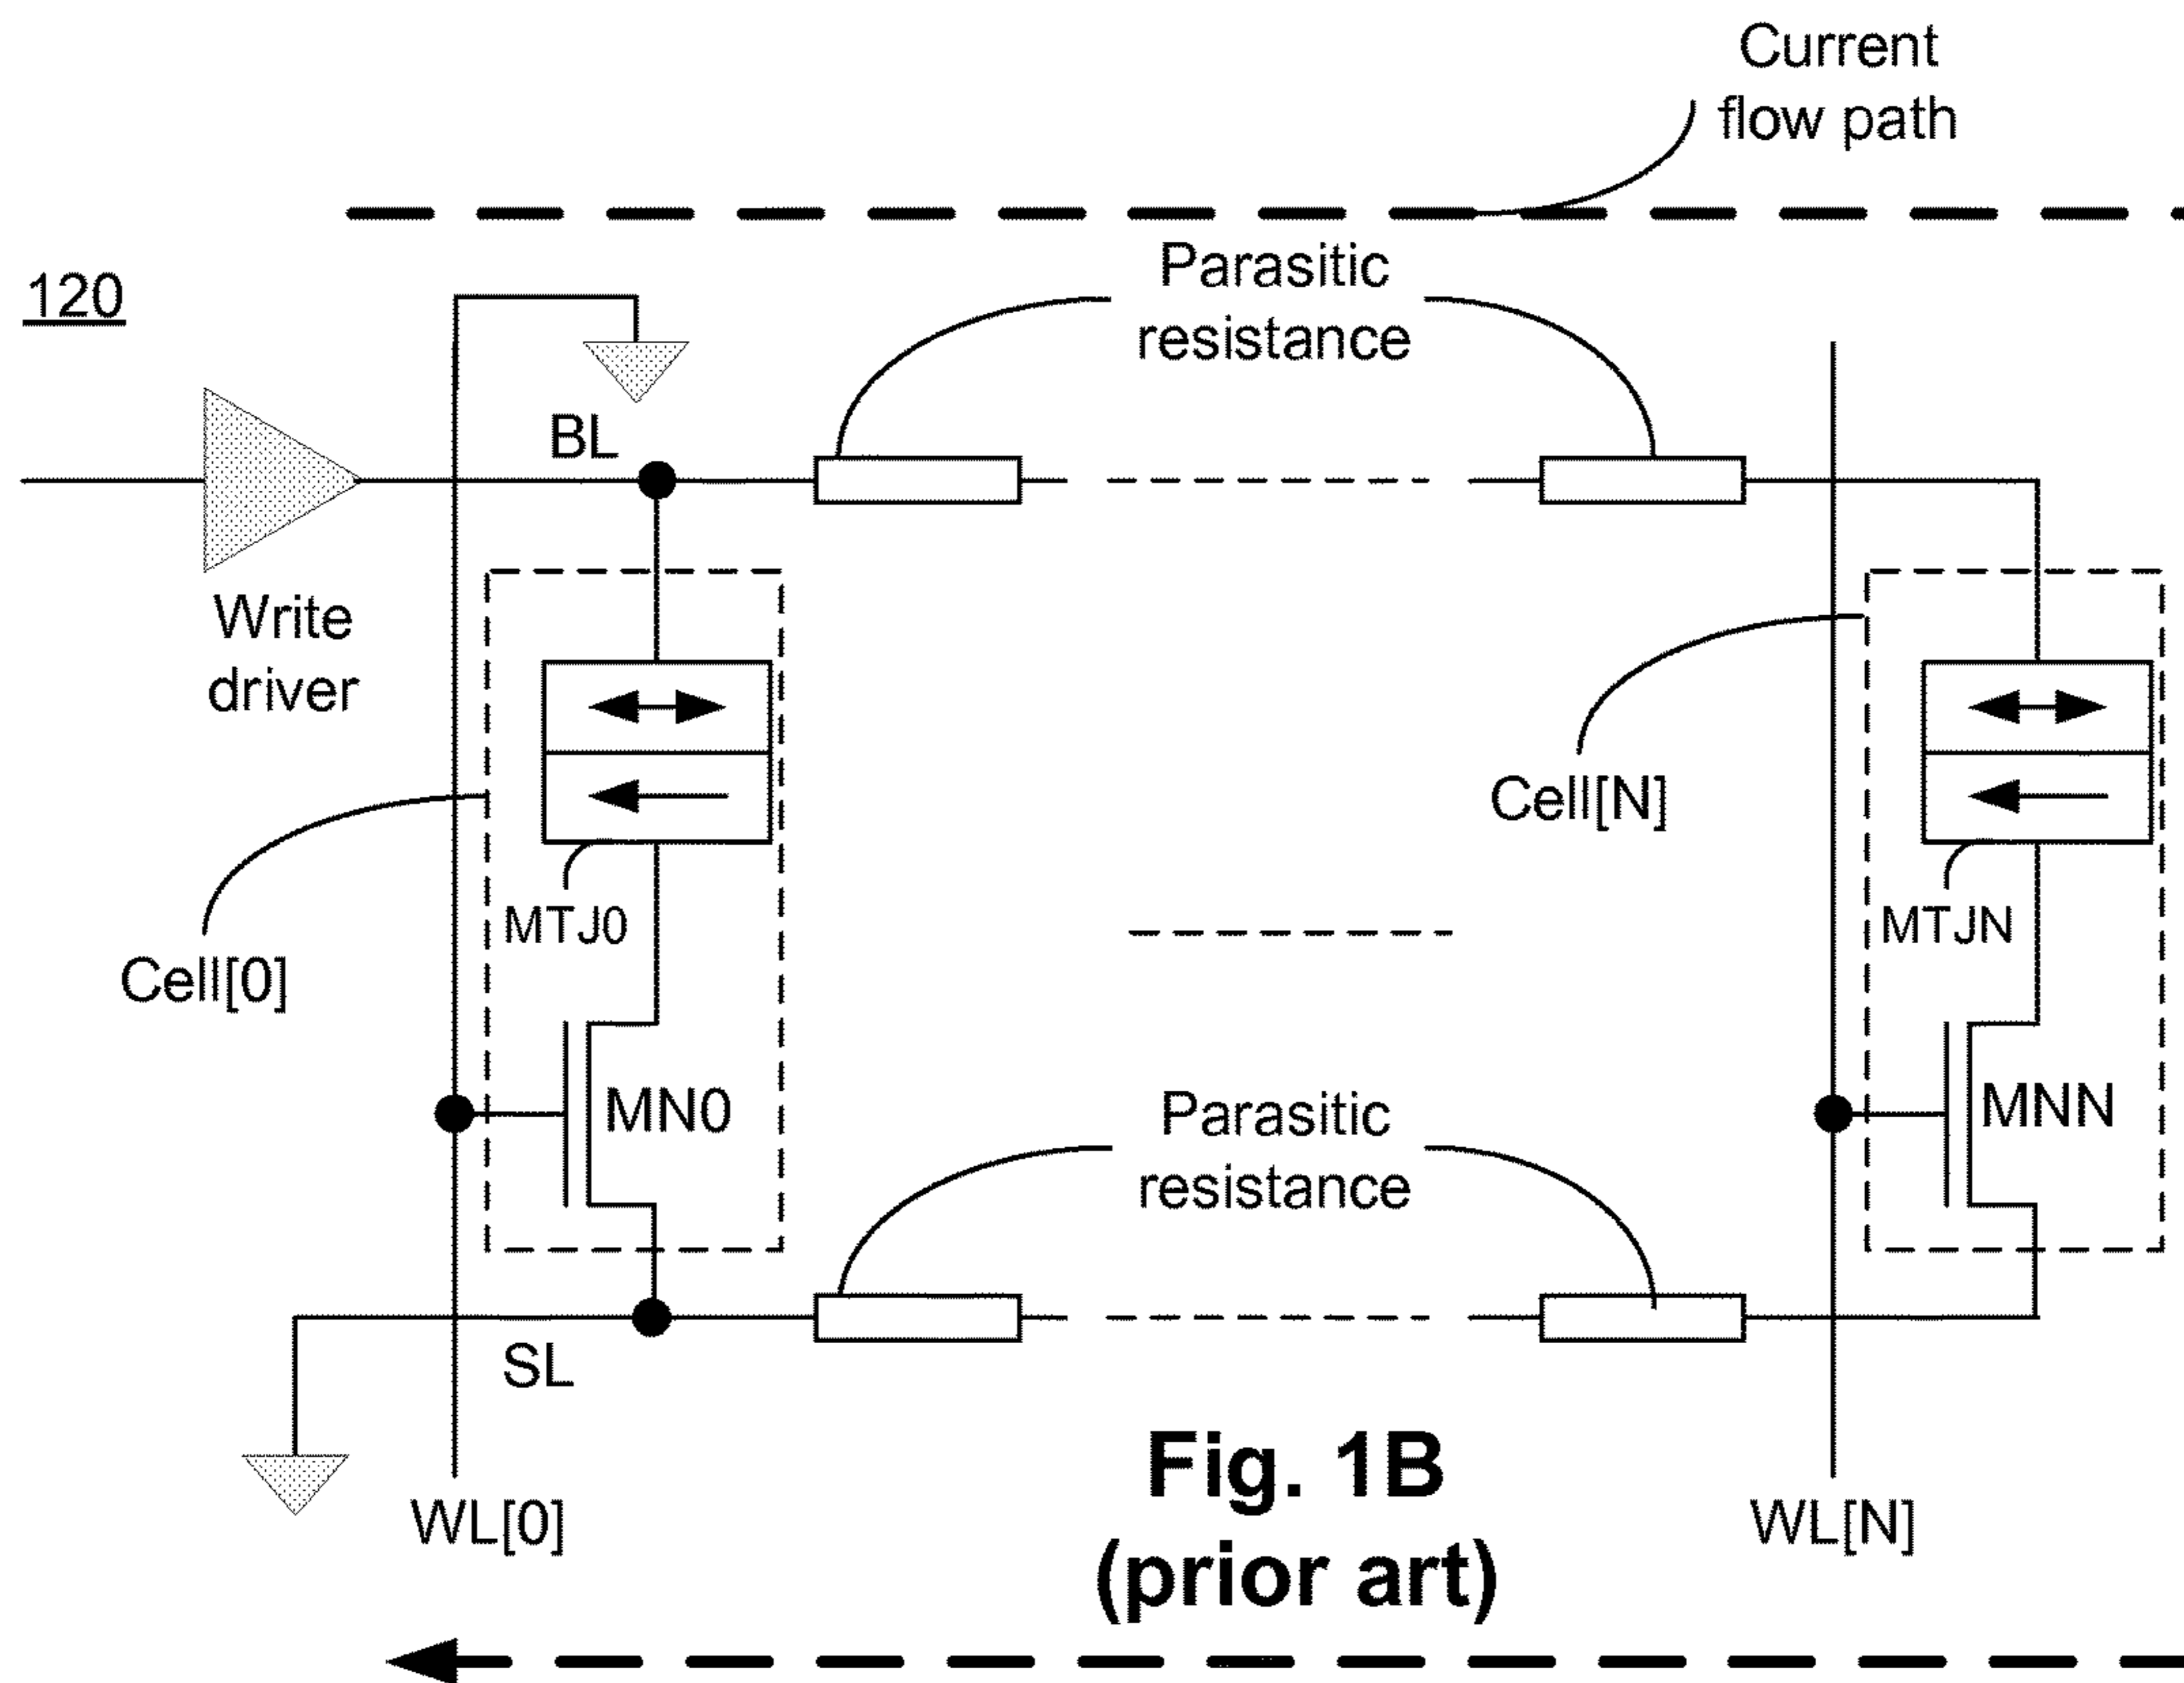 Current
flow path
120
Parasitic
resistance
BL
Write
driver
Cell[N]
MTJ0
MTJN
Cell[0]
MN0
MNN
Parasitic
resistance
SL
WL[0]
WL[N]
Fig. 1B
(prior art)